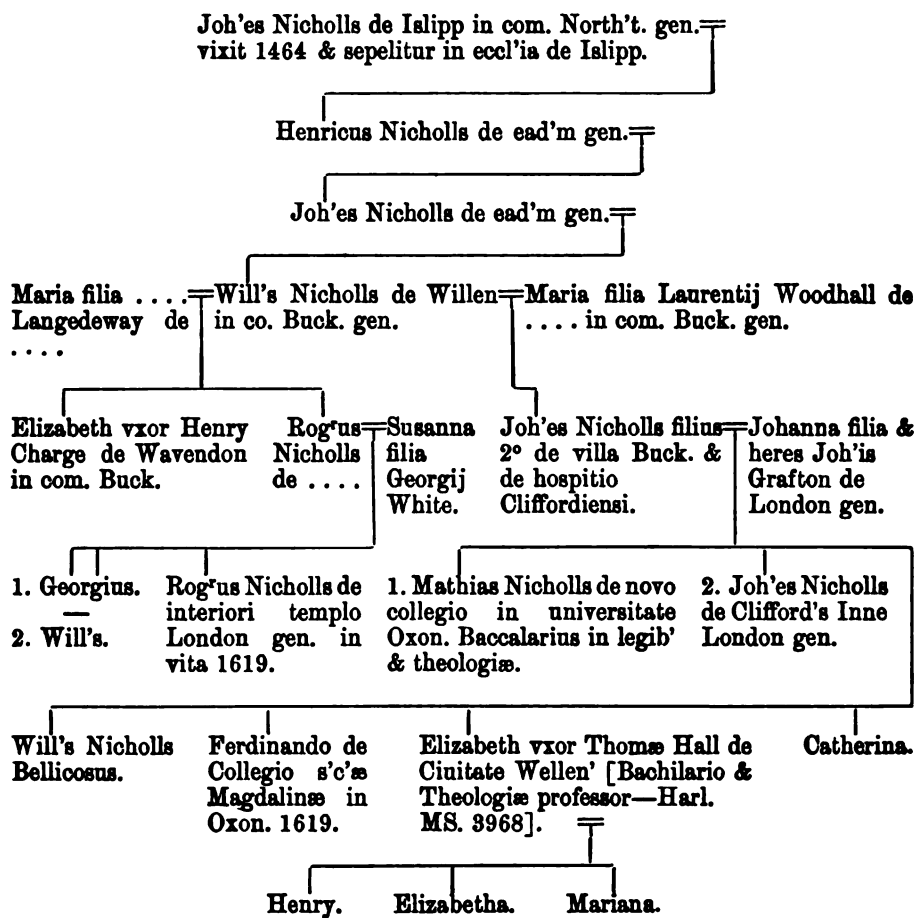 Joh'es Nicholls de Islipp in com. North't. gen.=
vixit 1464 & sepelitur in eccl'ia de Islipp.
Henricus Nicholls de ead'm gen.=
Joh'es Nicholls de ead'm gen.=
Maria filia . . . .=Will's Nicholls de Willen=Maria filia Laurentij Woodhall de
Langedeway de in co. Buck. gen. . . . . in com. Buck. gen.
. . . .
Elizabeth vxor Henry
Charge de Wavendon
in com. Buck.
Rogʳus=Susanna
Nicholls filia
de . . . . Georgij
White.
Joh'es Nicholls filius=Johanna filia &
2º de villa Buck. & heres Joh'is
de hospitio Grafton de
Cliffordiensi. London gen.
1. Georgius.
2. Will's.
Rogʳus Nicholls de
interiori templo
London gen. in
vita 1619.
1. Mathias Nicholls de novo
collegio in universitate
Oxon. Baccalarius in legib'
& theologiæ.
2. Joh'es Nicholls
de Clifford's Inne
London gen.
Will's Nicholls
Bellicosus.
Ferdinando de
Collegio s'c'æ
Magdalinæ in
Oxon. 1619.
Elizabeth vxor Thomæ Hall de
Ciuitate Wellen' [Bachilario &
Theologiæ professor—Harl.
MS. 3968]. =
Catherina.
Henry. Elizabetha. Mariana.